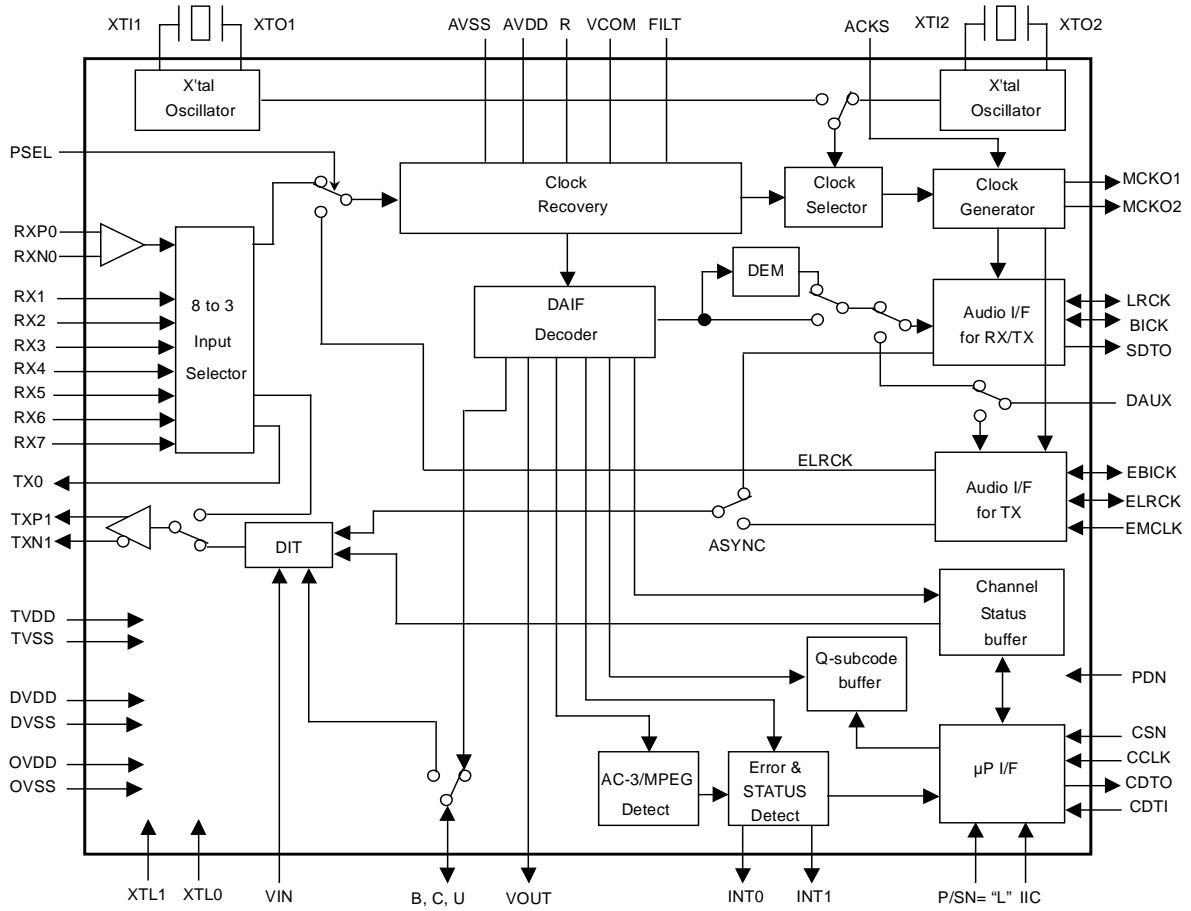 XTI1 XTO1 AVSS AVDD R VCOM FILT ACKS XTI2 XTO2
X'tal
Oscillator
X'tal
Oscillator
PSEL
Clock
Recovery
Clock
Selector
Clock
Generator
MCKO1
MCKO2
RXP0
RXN0
RX1
RX2
RX3
RX4
RX5
RX6
RX7
8 to 3
Input
Selector
DAIF
Decoder
DEM
Audio I/F
for RX/TX
LRCK
BICK
SDTO
DAUX
TX0
TXP1
TXN1
DIT
ELRCK
ASYNC
Audio I/F
for TX
EBICK
ELRCK
EMCLK
TVDD
TVSS
DVDD
DVSS
OVDD
OVSS
Channel
Status
buffer
Q-subcode
buffer
PDN
AC-3/MPEG
Detect
Error &
STATUS
Detect
µP I/F
CSN
CCLK
CDTO
CDTI
XTL1 XTL0 VIN B, C, U VOUT INT0 INT1 P/SN= “L” IIC